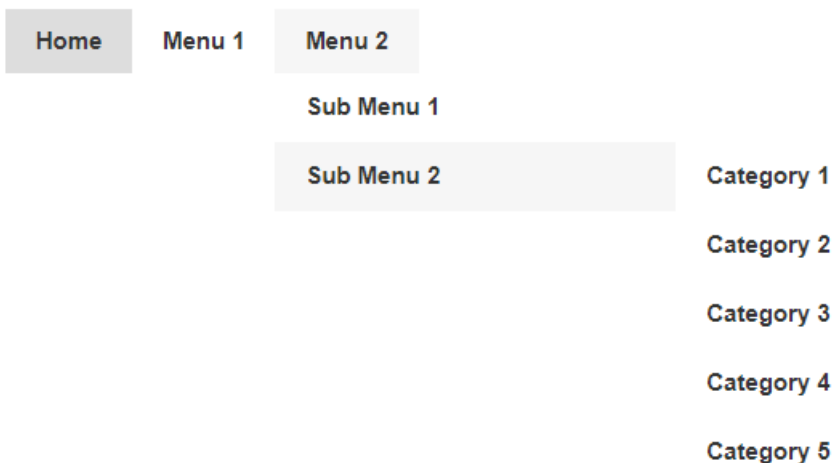 Home Menu 1 Menu 2
Sub Menu 1
Sub Menu 2 Category 1
Category 2
Category 3
Category 4
Category 5